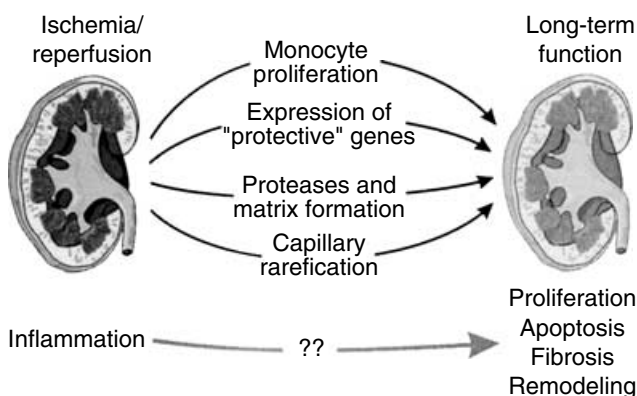 Ischemia/
reperfusion
Long-term
function
Monocyte
proliferation
Expression of
"protective" genes
Proteases and
matrix formation
Capillary
rarefication
Inflammation
??
Proliferation
Apoptosis
Fibrosis
Remodeling